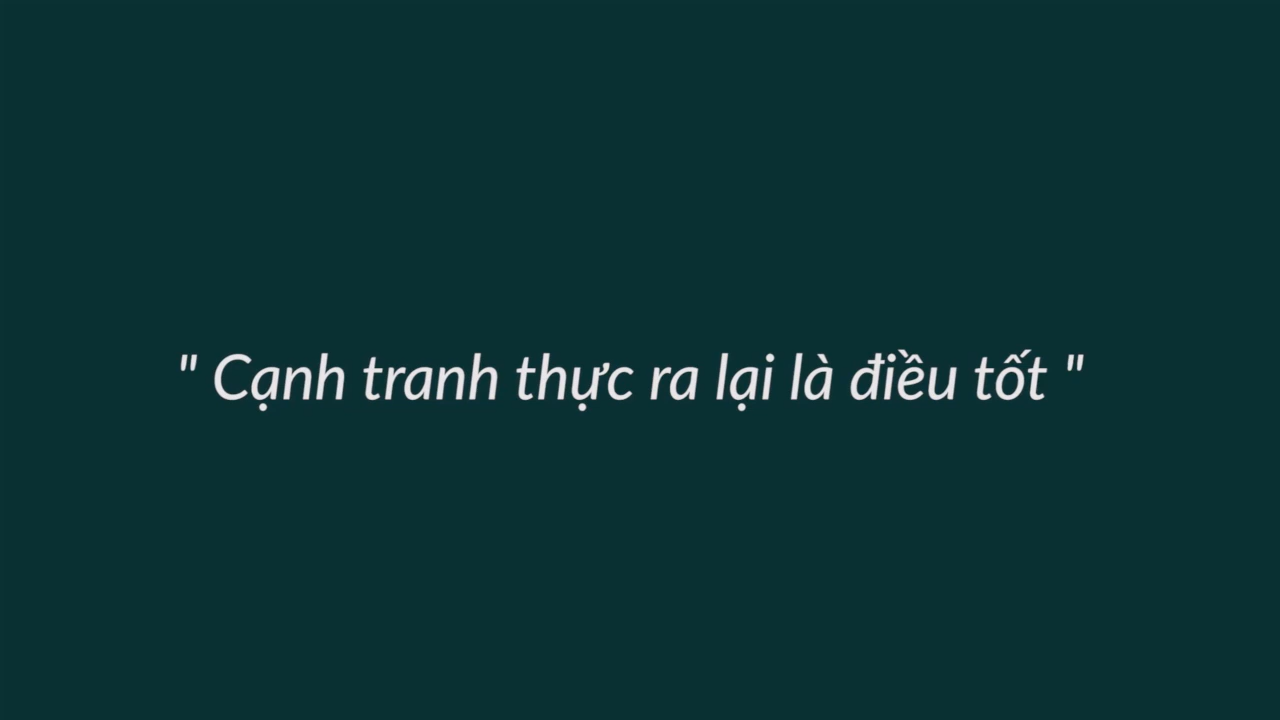 " Cạnh tranh thực ra lại là điều tốt "